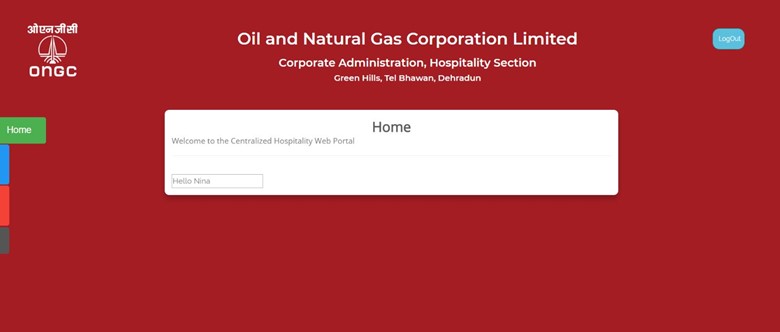 ओएनजीसी
ONGC
Oil and Natural Gas Corporation Limited
Corporate Administration, Hospitality Section
Green Hills, Tel Bhawan, Dehradun
LogOut
Home
Home
Welcome to the Centralized Hospitality Web Portal
Hello Nina